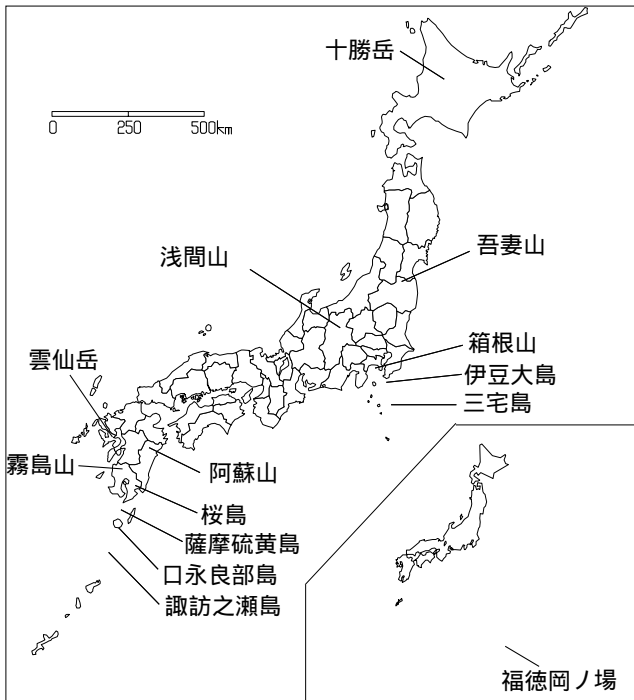 十勝岳
0 250 500km
吾妻山
浅間山
箱根山
雲仙岳
伊豆大島
三宅島
霧島山
阿蘇山
桜島
薩摩硫黄島
口永良部島
諏訪之瀬島
福徳岡ノ場